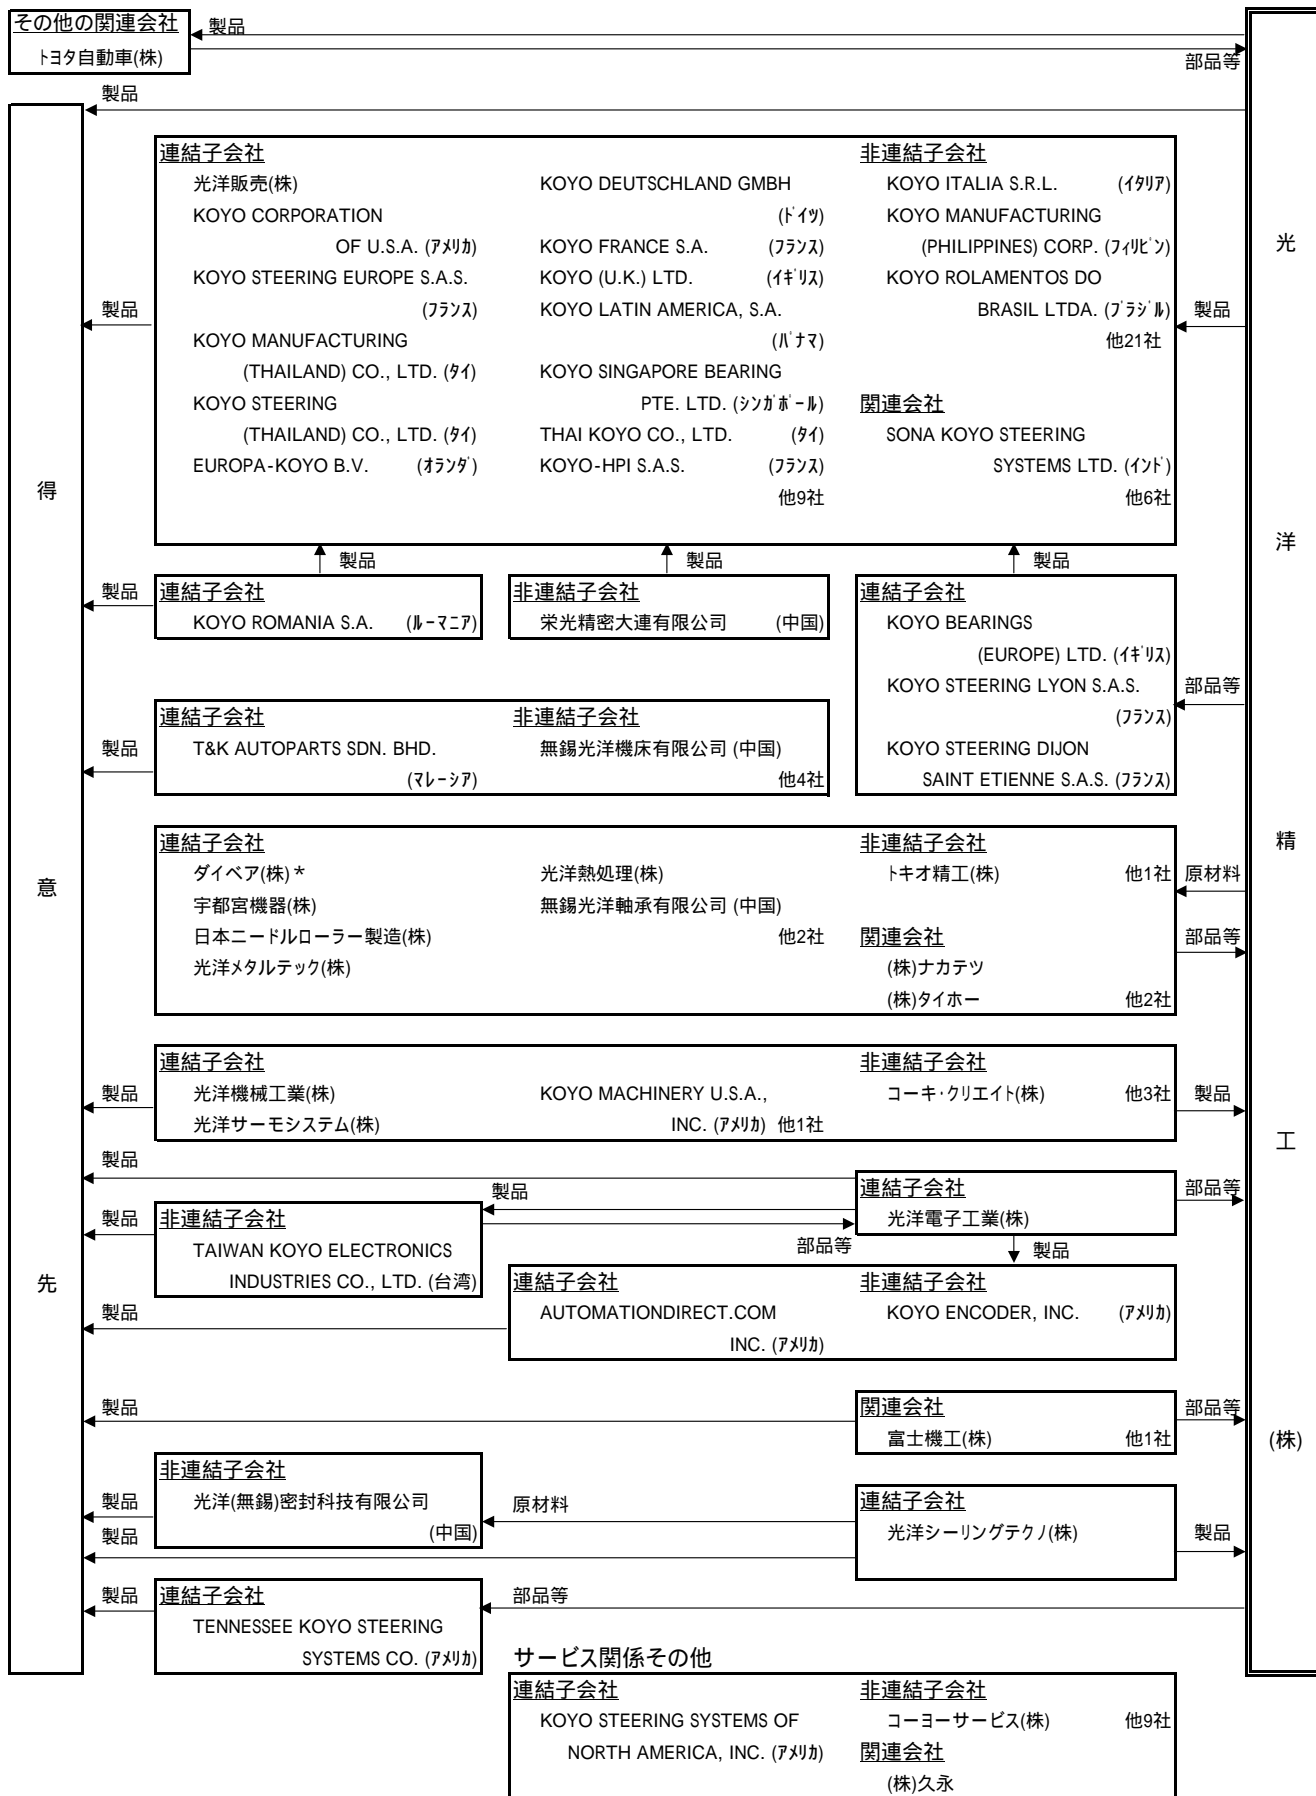 その他の関連会社
トヨタ自動車(株)
製品
部品等
製品
連結子会社
光洋販売(株)
KOYO CORPORATION
OF U.S.A. (アメリカ)
KOYO STEERING EUROPE S.A.S.
(フランス)
KOYO MANUFACTURING
(THAILAND) CO., LTD. (タイ)
KOYO STEERING
(THAILAND) CO., LTD. (タイ)
EUROPA-KOYO B.V. (オランダ)
KOYO DEUTSCHLAND GMBH
(ドイツ)
KOYO FRANCE S.A. (フランス)
KOYO (U.K.) LTD. (イギリス)
KOYO LATIN AMERICA, S.A.
(パナマ)
KOYO SINGAPORE BEARING
PTE. LTD. (シンガポール)
THAI KOYO CO., LTD. (タイ)
KOYO-HPI S.A.S. (フランス)
他9社
非連結子会社
KOYO ITALIA S.R.L. (イタリア)
KOYO MANUFACTURING
(PHILIPPINES) CORP. (フィリピン)
KOYO ROLAMENTOS DO
BRASIL LTDA. (ブラジル)
他21社
関連会社
SONA KOYO STEERING
SYSTEMS LTD. (インド)
他6社
製品
製品
製品
製品
製品
製品
連結子会社
KOYO ROMANIA S.A. (ルーマニア)
非連結子会社
栄光精密大連有限公司 (中国)
連結子会社
KOYO BEARINGS
(EUROPE) LTD. (イギリス)
KOYO STEERING LYON S.A.S.
(フランス)
KOYO STEERING DIJON
SAINT ETIENNE S.A.S. (フランス)
部品等
製品
連結子会社
T&K AUTOPARTS SDN. BHD.
(マレーシア)
非連結子会社
無錫光洋機床有限公司 (中国)
他4社
連結子会社
ダイベア(株)*
宇都宮機器(株)
日本ニードルローラー製造(株)
光洋メタルテック(株)
光洋熱処理(株)
無錫光洋軸承有限公司 (中国)
他2社
非連結子会社
トキオ精工(株) 他1社
関連会社
(株)ナカテツ
(株)タイホー 他2社
原材料
部品等
製品
連結子会社
光洋機械工業(株)
光洋サーモシステム(株)
KOYO MACHINERY U.S.A.,
INC. (アメリカ) 他1社
非連結子会社
コーキ・クリエイト(株) 他3社
製品
製品
連結子会社
光洋電子工業(株)
部品等
製品
部品等
製品
製品
非連結子会社
TAIWAN KOYO ELECTRONICS
INDUSTRIES CO., LTD. (台湾)
製品
連結子会社
AUTOMATIONDIRECT.COM
INC. (アメリカ)
非連結子会社
KOYO ENCODER, INC. (アメリカ)
製品
関連会社
富士機工(株) 他1社
部品等
製品
製品
非連結子会社
光洋(無錫)密封科技有限公司
(中国)
原材料
連結子会社
光洋シーリングテクノ(株)
製品
製品
連結子会社
TENNESSEE KOYO STEERING
SYSTEMS CO. (アメリカ)
部品等
サービス関係その他
連結子会社
KOYO STEERING SYSTEMS OF
NORTH AMERICA, INC. (アメリカ)
非連結子会社
コーヨーサービス(株) 他9社
関連会社
(株)久永
得
意
先
光
洋
精
工
(株)